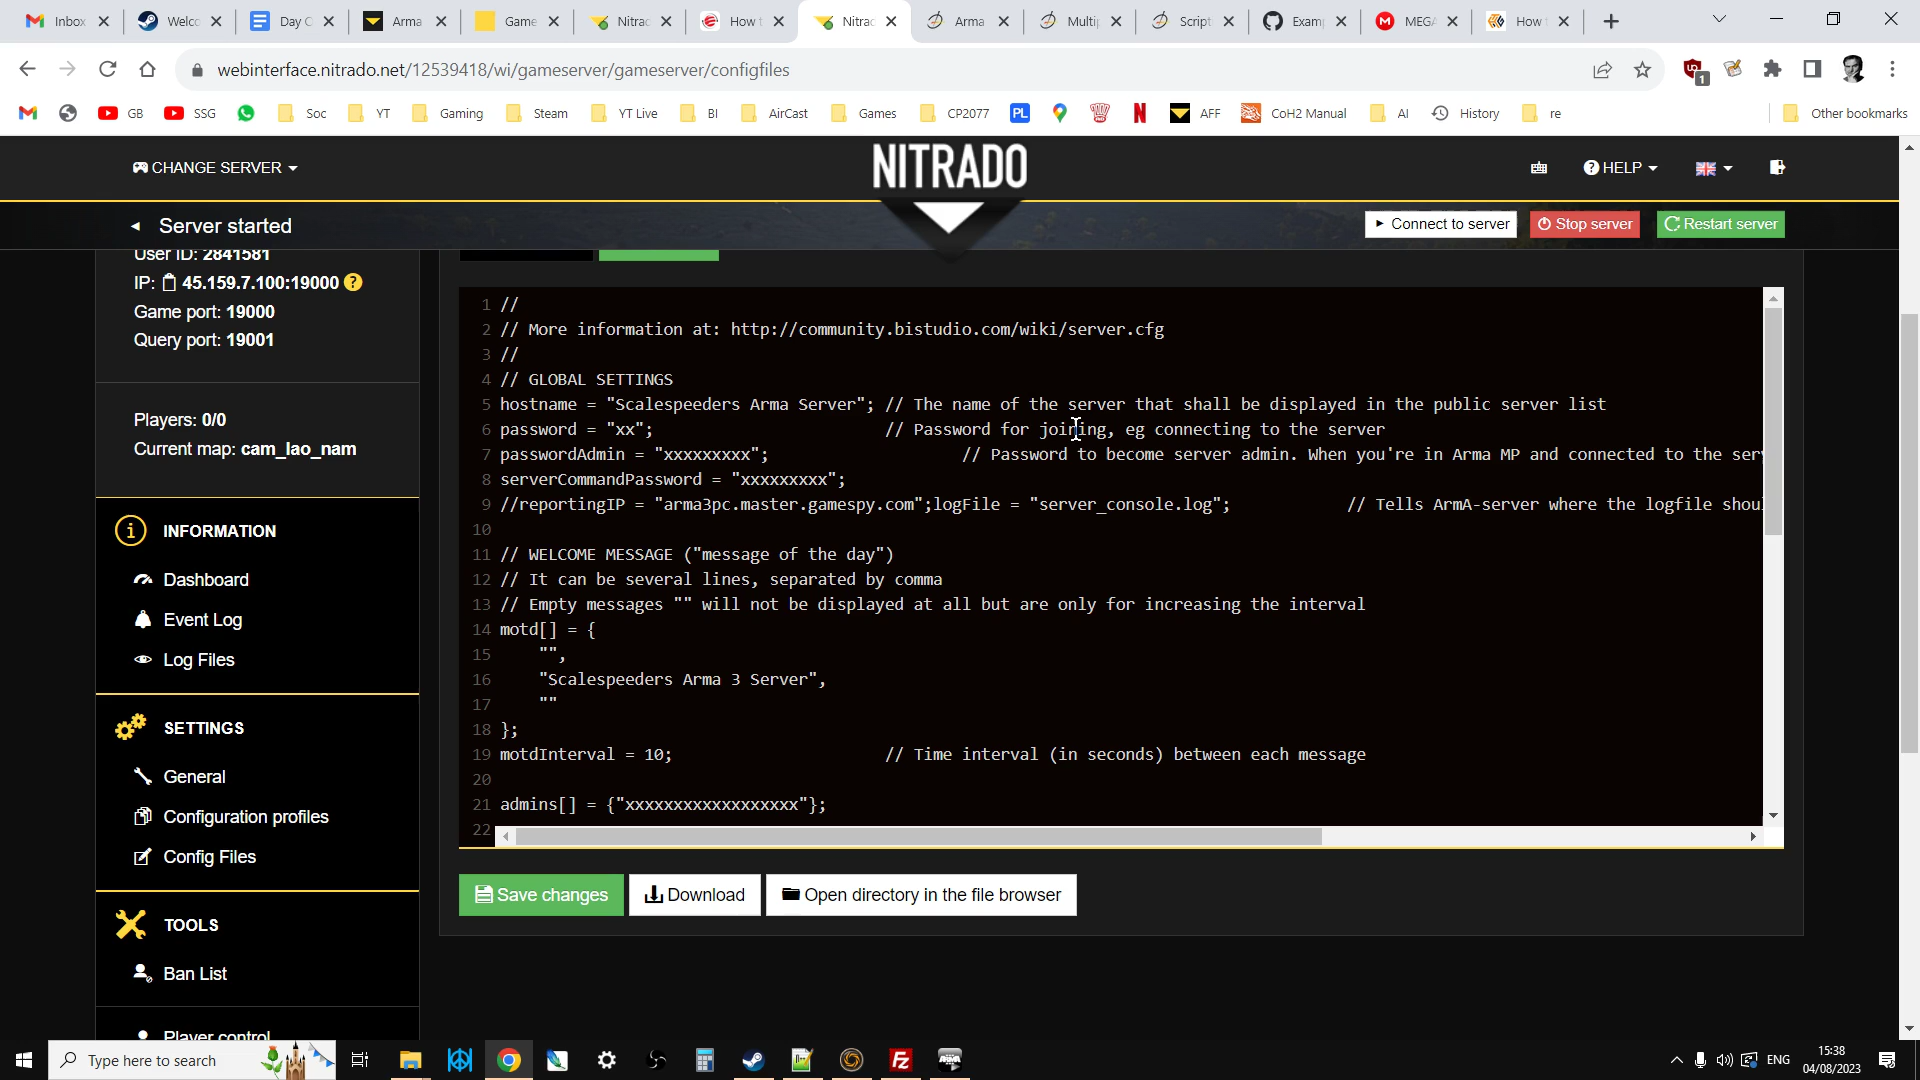 Inbox
Welc
Day C
Arma
Game
Nitrac
How
Nitrac
Arma
Multi
Script
Exam
MEGA
How
webinterface.nitrado.net/12539418/wi/gameserver/gameserver/configfiles
1
GB
SSG
Soc
YT
Gaming
Steam
YT Live
BI
AirCast
Games
CP2077
PL
AFF
CoH2 Manual
AI
History
re
Other bookmarks
CHANGE SERVER
NITRADO
HELP
Server started
Connect to server
Stop server
Restart server
User ID: 2841581
IP: 45.159.7.100:19000
Game port: 19000
Query port: 19001
Players: 0/0
Current map: cam_lao_nam
INFORMATION
Dashboard
Event Log
Log Files
SETTINGS
General
Configuration profiles
Config Files
TOOLS
Ban List
Player control
1 //
2 // More information at: http://community.bistudio.com/wiki/server.cfg
3 //
4 // GLOBAL SETTINGS
5 hostname = "Scalespeeders Arma Server"; // The name of the server that shall be displayed in the public server list
6 password = "xx"; // Password for joining, eg connecting to the server
7 passwordAdmin = "xxxxxxxxx"; // Password to become server admin. When you're in Arma MP and connected to the ser
8 serverCommandPassword = "xxxxxxxxx";
9 //reportingIP = "arma3pc.master.gamespy.com";logFile = "server_console.log"; // Tells ArmA-server where the logfile shou
10
11 // WELCOME MESSAGE ("message of the day")
12 // It can be several lines, separated by comma
13 // Empty messages "" will not be displayed at all but are only for increasing the interval
14 motd[] = {
15 "",
16 "Scalespeeders Arma 3 Server",
17 ""
18 };
19 motdInterval = 10; // Time interval (in seconds) between each message
20
21 admins[] = {"xxxxxxxxxxxxxxxxxx"};
22
Save changes
Download
Open directory in the file browser
Type here to search
ENG
15:38
04/08/2023